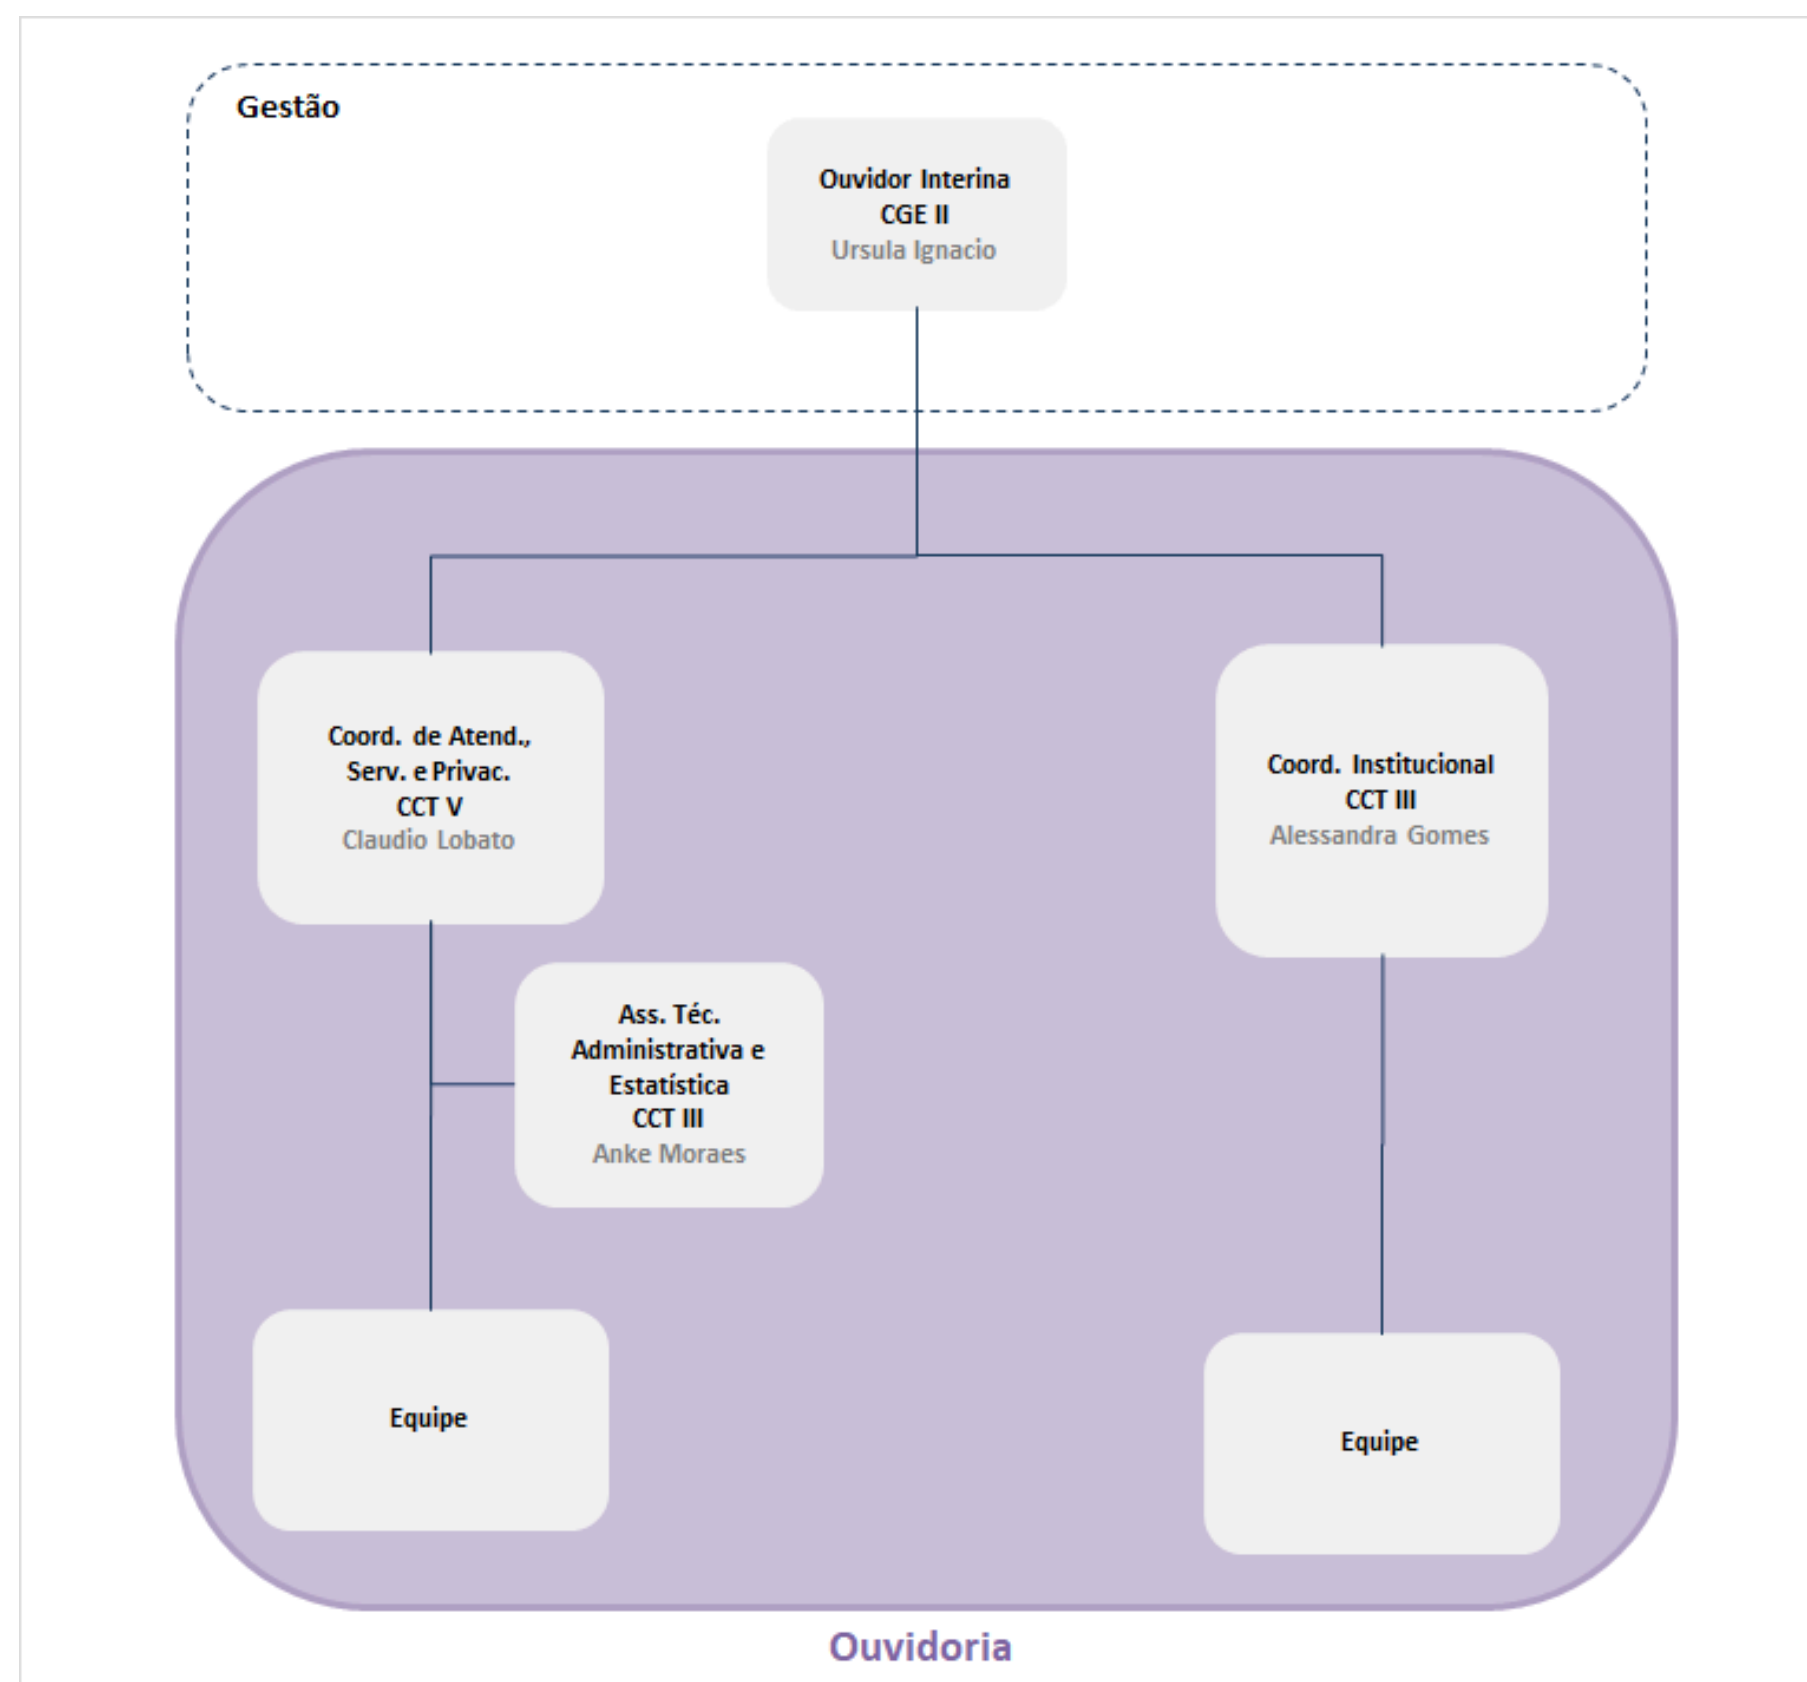 Gestão
Ouvidor Interina
CGE II
Ursula Ignacio
Coord. de Atend.,
Serv. e Privac.
CCT V
Claudio Lobato
Coord. Institucional
CCT III
Alessandra Gomes
Ass. Téc.
Administrativa e
Estatística
CCT III
Anke Moraes
Equipe
Equipe
Ouvidoria